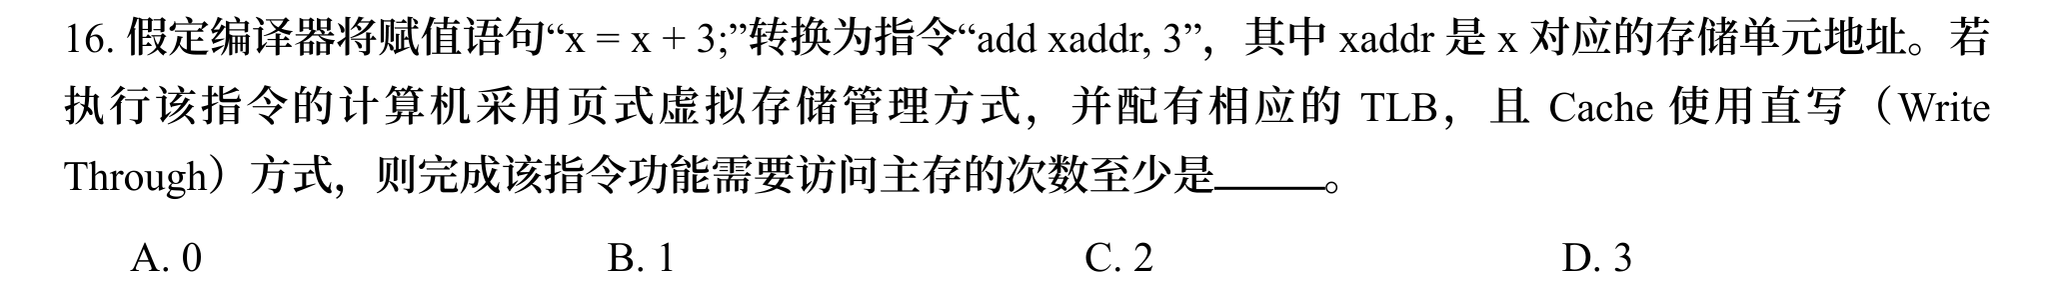 16. 假定编译器将赋值语句“x = x + 3;”转换为指令“add xaddr, 3”，其中 xaddr 是 x 对应的存储单元地址。若
执行该指令的计算机采用页式虚拟存储管理方式，并配有相应的 TLB，且 Cache 使用直写（Write
Through）方式，则完成该指令功能需要访问主存的次数至少是_____。
A. 0 B. 1 C. 2 D. 3